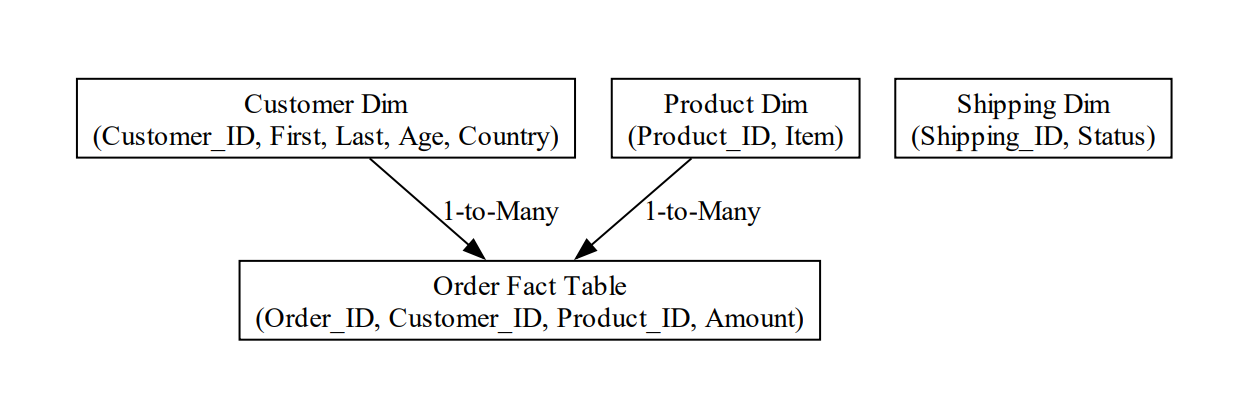 Customer Dim
(Customer_ID, First, Last, Age, Country)
Product Dim
(Product_ID, Item)
Shipping Dim
(Shipping_ID, Status)
1-to-Many
1-to-Many
Order Fact Table
(Order_ID, Customer_ID, Product_ID, Amount)